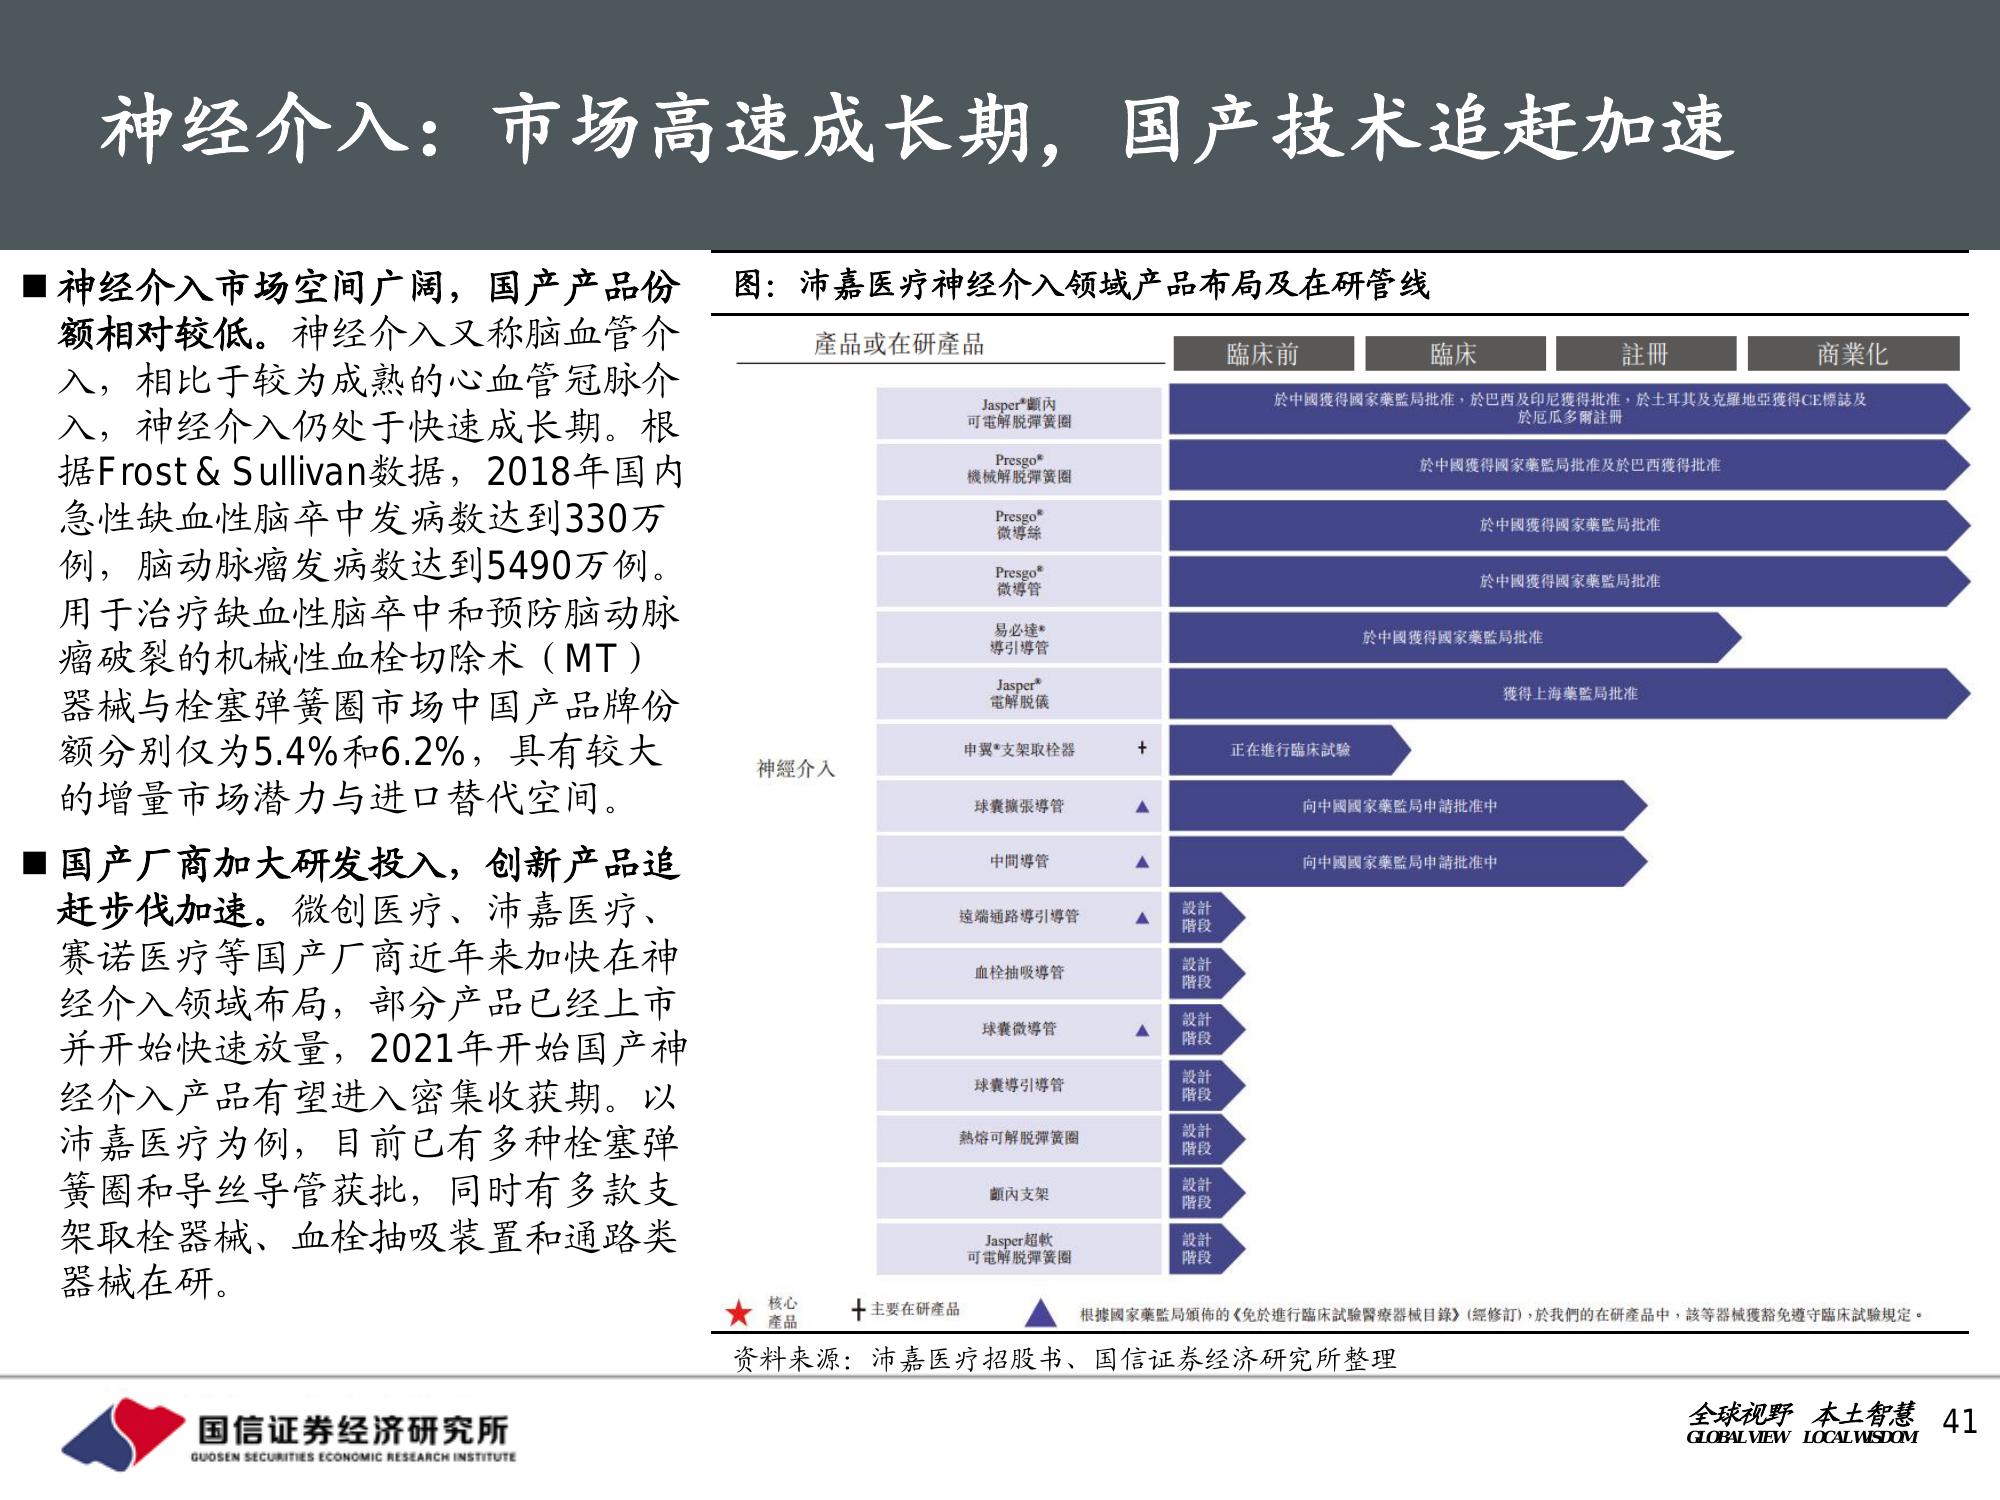 神经介入：市场高速成长期，国产技术追赶加速
■神经介入市场空间广阔，国产产品份
额相对较低。神经介入又称脑血管介
入，相比于较为成熟的心血管冠脉介
入，神经介入仍处于快速成长期。根
据Frost & Sullivan数据，2018年国内
急性缺血性脑卒中发病数达到330万
例，脑动脉瘤发病数达到5490万例。
用于治疗缺血性脑卒中和预防脑动脉
瘤破裂的机械性血栓切除术（MT）
器械与栓塞弹簧圈市场中国产品牌份
额分别仅为5.4%和6.2%，具有较大
的增量市场潜力与进口替代空间。
■国产厂商加大研发投入，创新产品追
赶步伐加速。微创医疗、沛嘉医疗、
赛诺医疗等国产厂商近年来加快在神
经介入领域布局，部分产品已经上市
并开始快速放量，2021年开始国产神
经介入产品有望进入密集收获期。以
沛嘉医疗为例，目前已有多种栓塞弹
簧圈和导丝导管获批，同时有多款支
架取栓器械、血栓抽吸装置和通路类
器械在研。
图：沛嘉医疗神经介入领域产品布局及在研管线
產品或在研產品 臨床前 臨床 註冊 商業化
神經介入
Jasper®顱內
可電解脱彈簧圈
於中國獲得國家藥監局批准，於巴西及印尼獲得批准，於土耳其及克羅地亞獲得CE標誌及
於厄瓜多爾註冊
Presgo®
機械解脱彈簧圈
於中國獲得國家藥監局批准及於巴西獲得批准
Presgo®
微導絲
於中國獲得國家藥監局批准
Presgo®
微導管
於中國獲得國家藥監局批准
易必達®
導引導管
於中國獲得國家藥監局批准
Jasper®
電解脱儀
獲得上海藥監局批准
申翼®支架取栓器 ╋ 正在進行臨床試驗
球囊擴張導管 ▲ 向中國國家藥監局申請批准中
中間導管 ▲ 向中國國家藥監局申請批准中
遠端通路導引導管 ▲ 設計
階段
血栓抽吸導管 設計
階段
球囊微導管 ▲ 設計
階段
球囊導引導管 設計
階段
熱熔可解脱彈簧圈 設計
階段
顱內支架 設計
階段
Jasper超軟
可電解脱彈簧圈
設計
階段
★ 核心
產品
╋ 主要在研產品
▲ 根據國家藥監局頒佈的《免於進行臨床試驗醫療器械目錄》(經修訂)，於我們的在研產品中，該等器械獲豁免遵守臨床試驗規定。
资料来源：沛嘉医疗招股书、国信证券经济研究所整理
国信证券经济研究所
GUOSEN SECURITIES ECONOMIC RESEARCH INSTITUTE
全球视野 本土智慧
GLOBAL VIEW LOCAL WISDOM
41